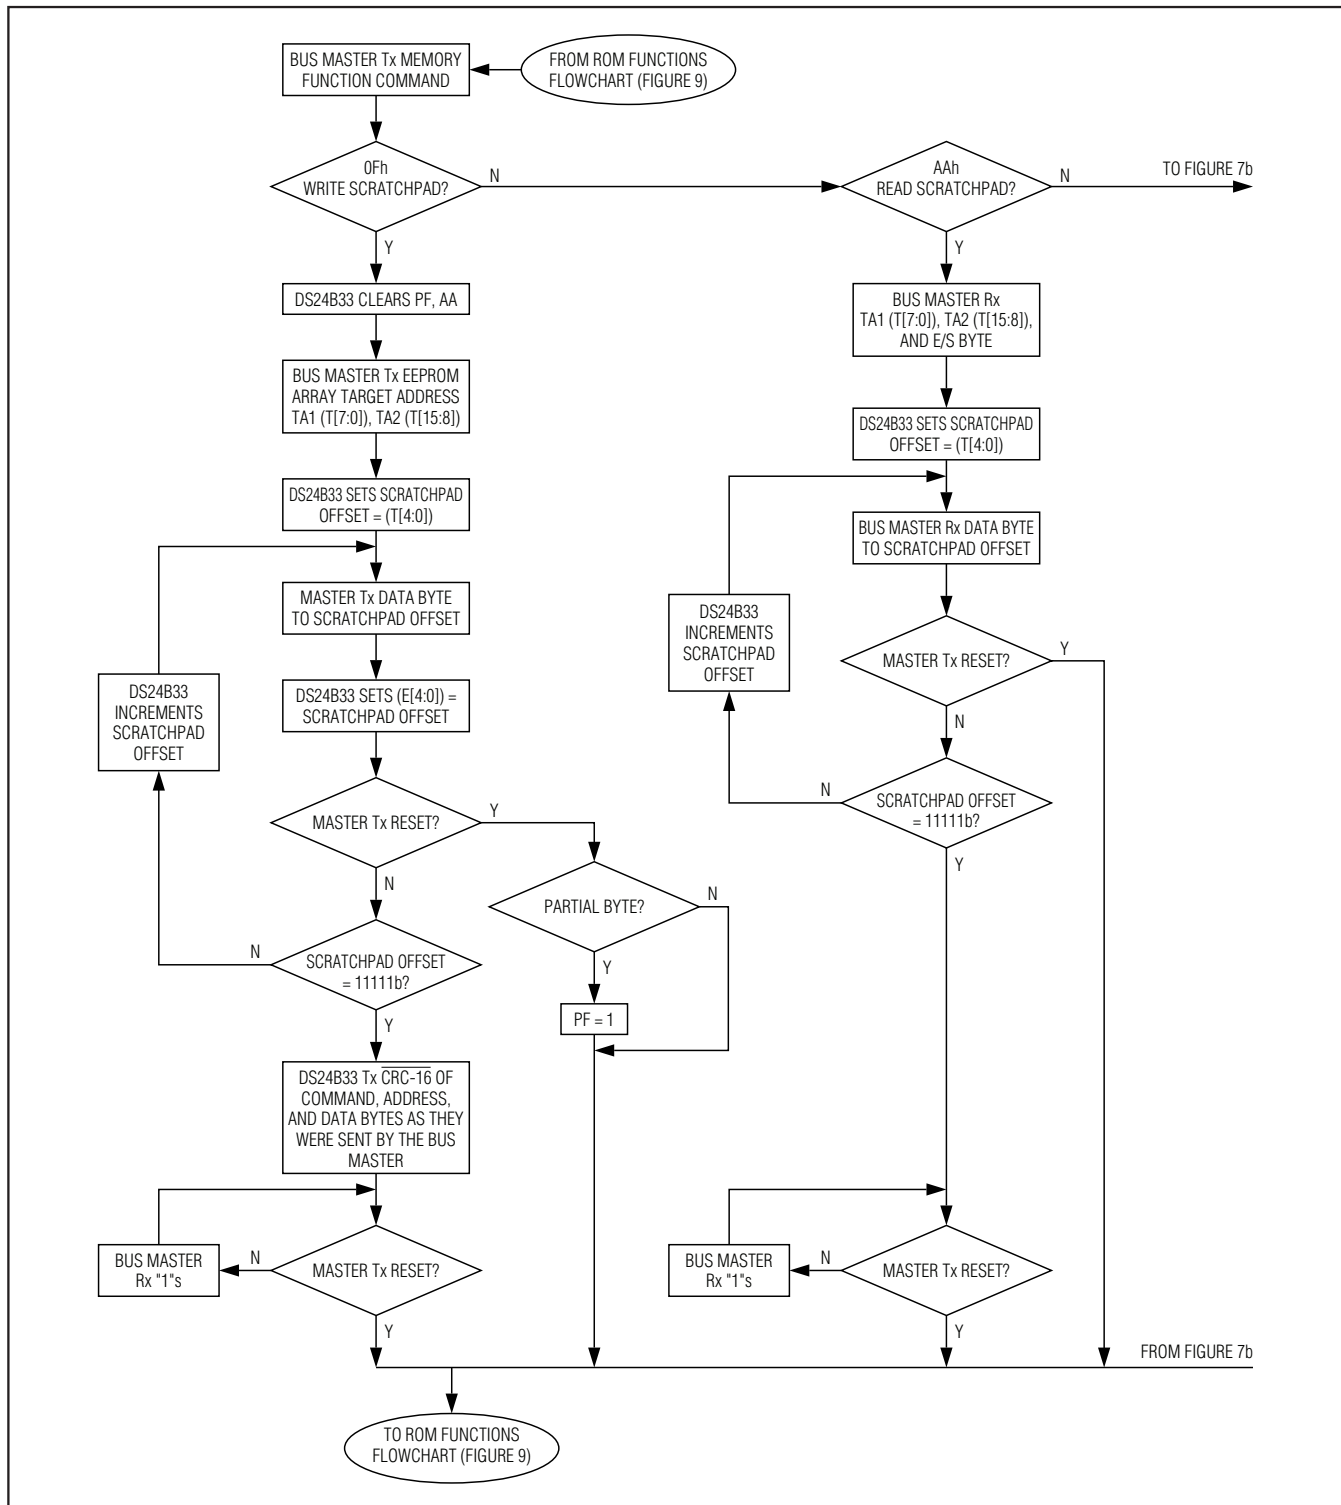 BUS MASTER Tx MEMORY
FUNCTION COMMAND
FROM ROM FUNCTIONS
FLOWCHART (FIGURE 9)
0Fh
WRITE SCRATCHPAD?
N
Y
AAh
READ SCRATCHPAD?
N
Y
TO FIGURE 7b
DS24B33 CLEARS PF, AA
BUS MASTER Tx EEPROM
ARRAY TARGET ADDRESS
TA1 (T[7:0]), TA2 (T[15:8])
DS24B33 SETS SCRATCHPAD
OFFSET = (T[4:0])
MASTER Tx DATA BYTE
TO SCRATCHPAD OFFSET
DS24B33 SETS (E[4:0]) =
SCRATCHPAD OFFSET
DS24B33
INCREMENTS
SCRATCHPAD
OFFSET
MASTER Tx RESET?
Y
N
PARTIAL BYTE?
N
Y
PF = 1
SCRATCHPAD OFFSET
= 11111b?
N
Y
DS24B33 Tx CRC-16 OF
COMMAND, ADDRESS,
AND DATA BYTES AS THEY
WERE SENT BY THE BUS
MASTER
BUS MASTER
Rx "1"s
N
MASTER Tx RESET?
Y
BUS MASTER Rx
TA1 (T[7:0]), TA2 (T[15:8]),
AND E/S BYTE
DS24B33 SETS SCRATCHPAD
OFFSET = (T[4:0])
BUS MASTER Rx DATA BYTE
TO SCRATCHPAD OFFSET
DS24B33
INCREMENTS
SCRATCHPAD
OFFSET
MASTER Tx RESET?
Y
N
SCRATCHPAD OFFSET
= 11111b?
N
Y
BUS MASTER
Rx "1"s
N
MASTER Tx RESET?
Y
FROM FIGURE 7b
TO ROM FUNCTIONS
FLOWCHART (FIGURE 9)